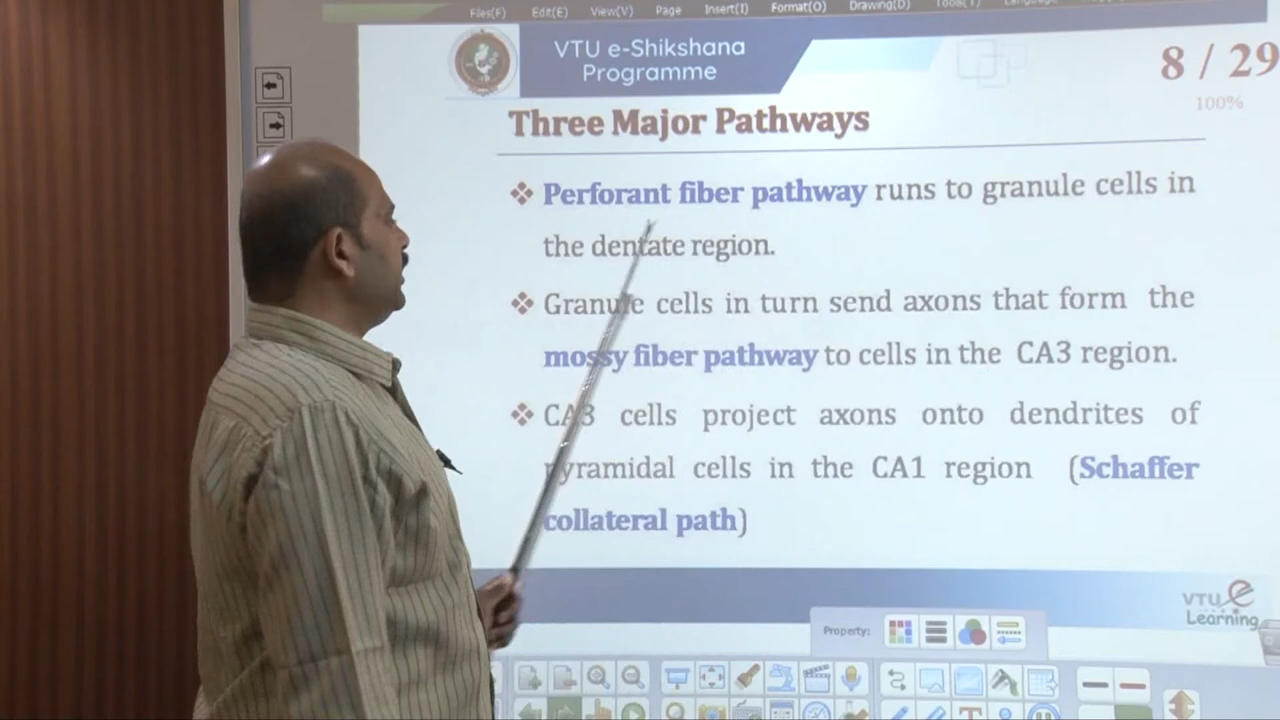 Files(F) Edit(E) View(V) Page Insert(I) Format(O) Drawing(D)
VTU e-Shikshana
Programme
8 / 29
100%
Three Major Pathways
❖ Perforant fiber pathway runs to granule cells in
the dentate region.
❖ Granule cells in turn send axons that form the
mossy fiber pathway to cells in the CA3 region.
❖ CA3 cells project axons onto dendrites of
pyramidal cells in the CA1 region (Schaffer
collateral path)
VTU e
Learning
Property: